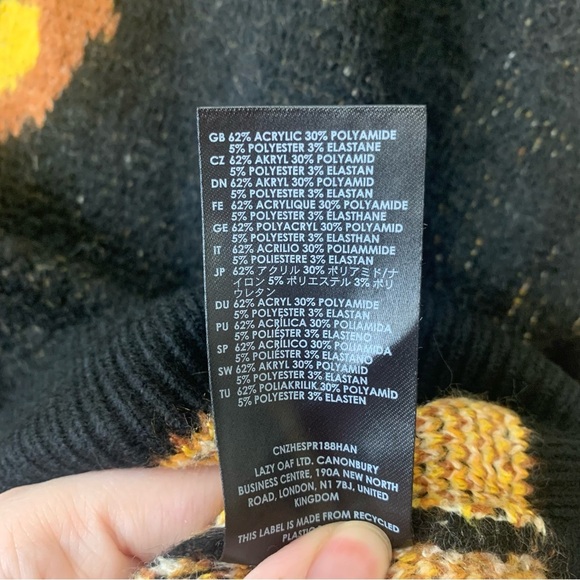 GB 62% ACRYLIC 30% POLYAMIDE
5% POLYESTER 3% ELASTANE
CZ 62% AKRYL 30% POLYAMID
5% POLYESTER 3% ELASTAN
DN 62% AKRYL 30% POLYAMID
5% POLYESTER 3% ELASTAN
FE 62% ACRYLIQUE 30% POLYAMIDE
5% POLYESTER 3% ELASTHANE
GE 62% POLYACRYL 30% POLYAMID
5% POLYESTER 3% ELASTHAN
IT 62% ACRILIO 30% POLIAMMIDE
5% POLIESTERE 3% ELASTAN
JP 62% アクリル 30% ポリアミド/ナ
イロン 5% ポリエステル 3% ポリ
ウレタン
DU 62% ACRYL 30% POLYAMIDE
5% POLYESTER 3% ELASTAN
PU 62% ACRÍLICA 30% POLIAMIDA
5% POLIÉSTER 3% ELASTENO
SP 62% ACRÍLICO 30% POLIAMIDA
5% POLIÉSTER 3% ELASTANO
SW 62% AKRYL 30% POLYAMID
5% POLYESTER 3% ELASTAN
TU 62% POLIAKRILIK 30% POLYAMİD
5% POLYESTER 3% ELASTEN
CNZHESPR188HAN
LAZY OAF LTD. CANONBURY
BUSINESS CENTRE, 190A NEW NORTH
ROAD, LONDON, N1 7BJ, UNITED
KINGDOM
THIS LABEL IS MADE FROM RECYCLED
PLASTIC